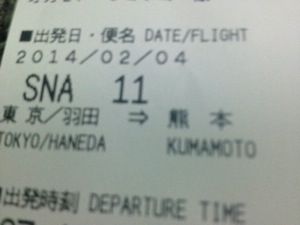 ■出発日・便名 DATE/FLIGHT
2014/02/04
SNA 11
東京/羽田 ⇒ 熊本
TOKYO/HANEDA KUMAMOTO
出発時刻 DEPARTURE TIME